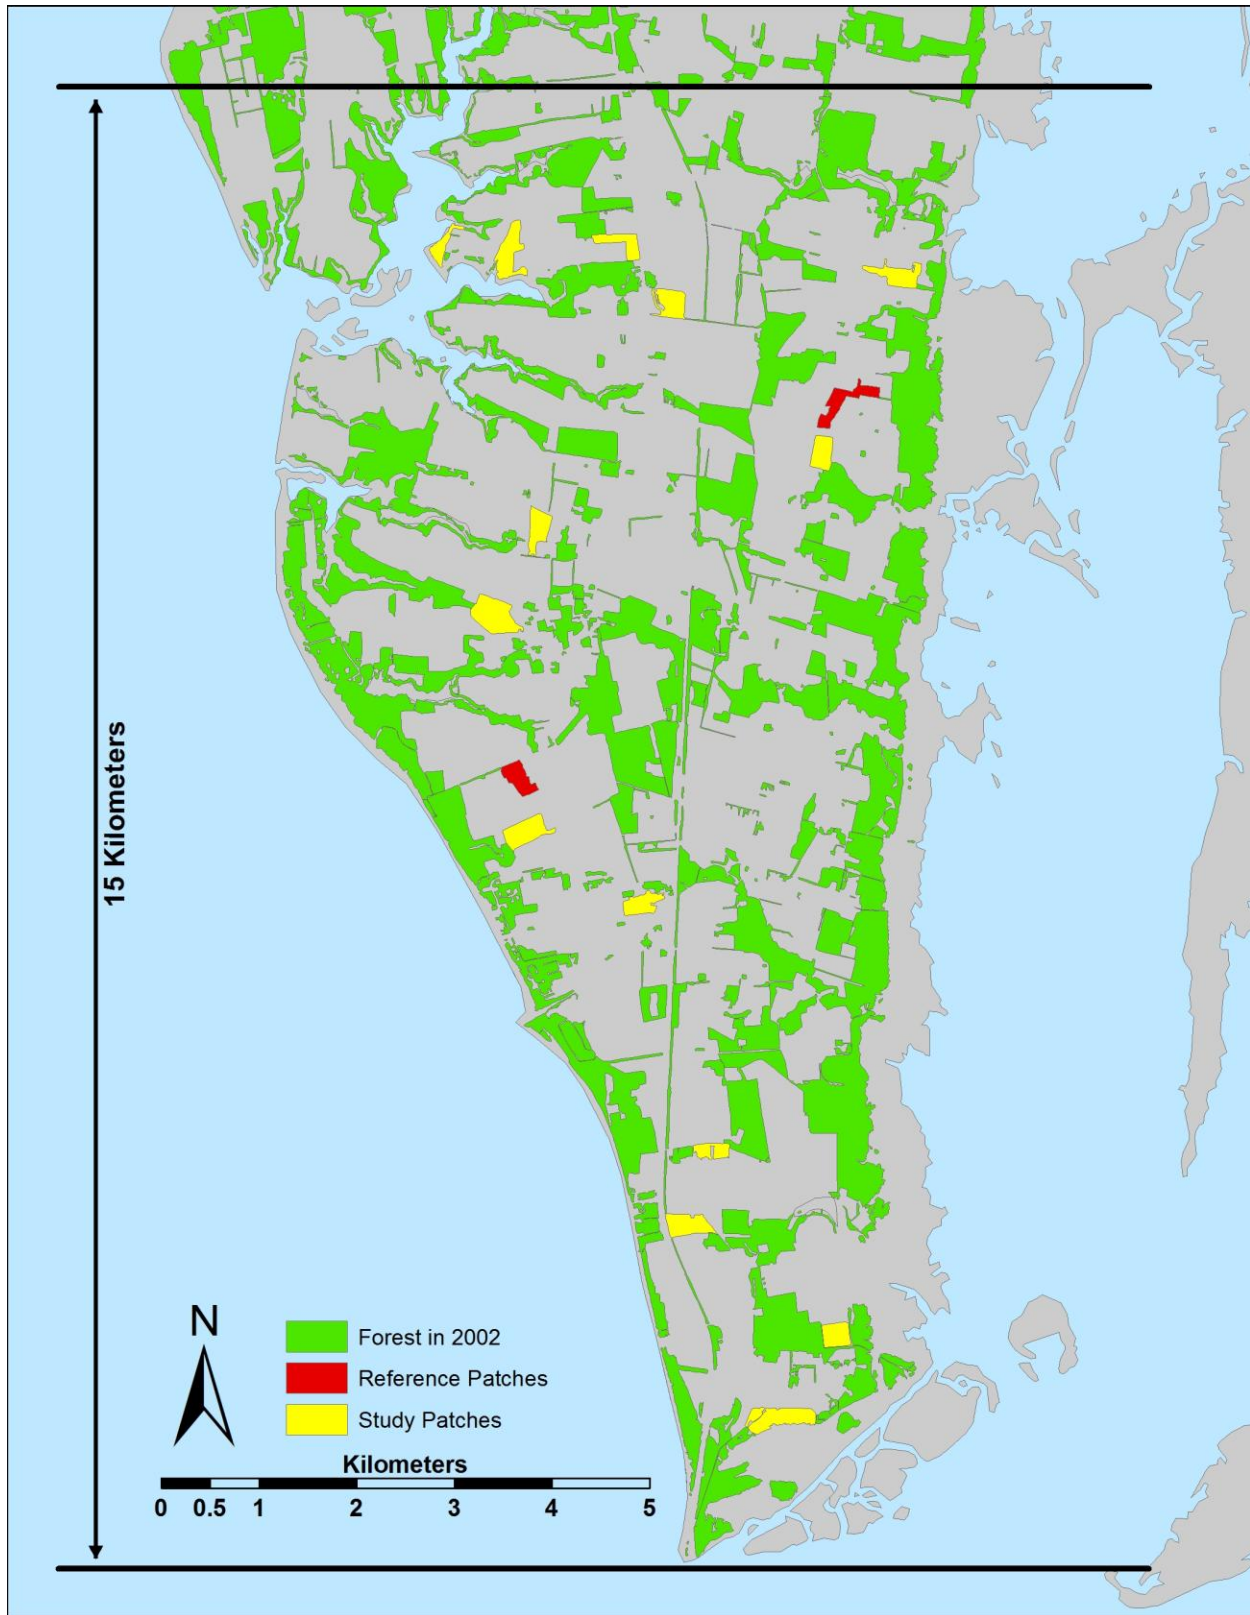 15 Kilometers
N
Forest in 2002
Reference Patches
Study Patches
Kilometers
0 0.5 1 2 3 4 5